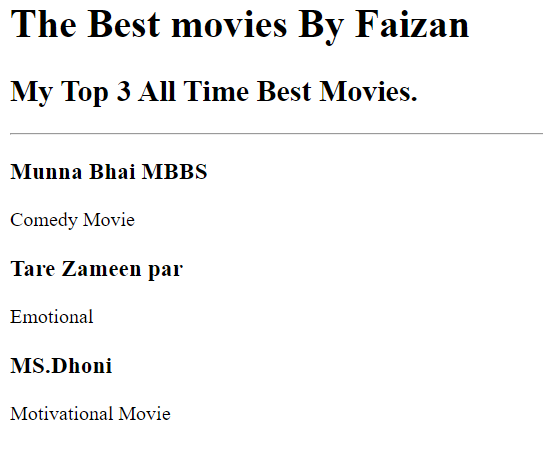 The Best movies By Faizan
My Top 3 All Time Best Movies.
Munna Bhai MBBS
Comedy Movie
Tare Zameen par
Emotional
MS.Dhoni
Motivational Movie